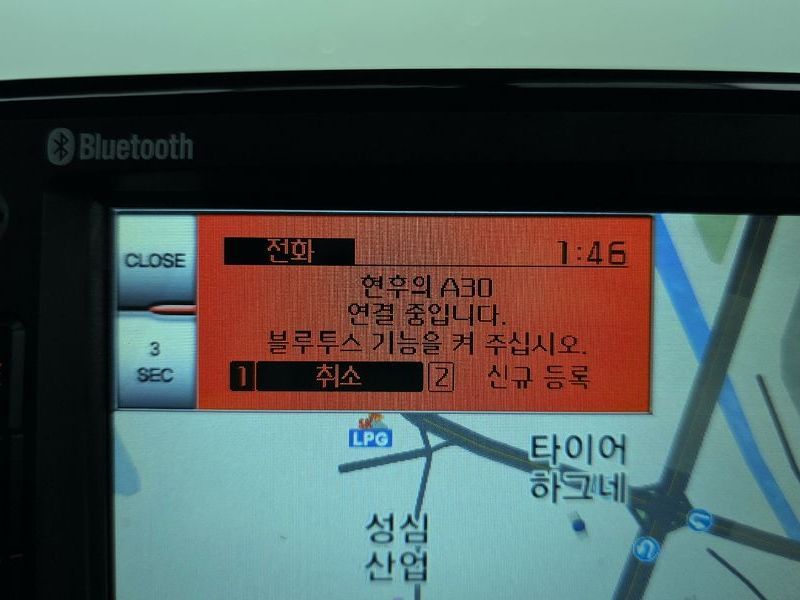 Bluetooth
CLOSE
3
SEC
전화 1:46
현후의 A30
연결 중입니다.
블루투스 기능을 켜 주십시오.
1 취소 2 신규 등록
LPG
타이어
하그네
성심
산업